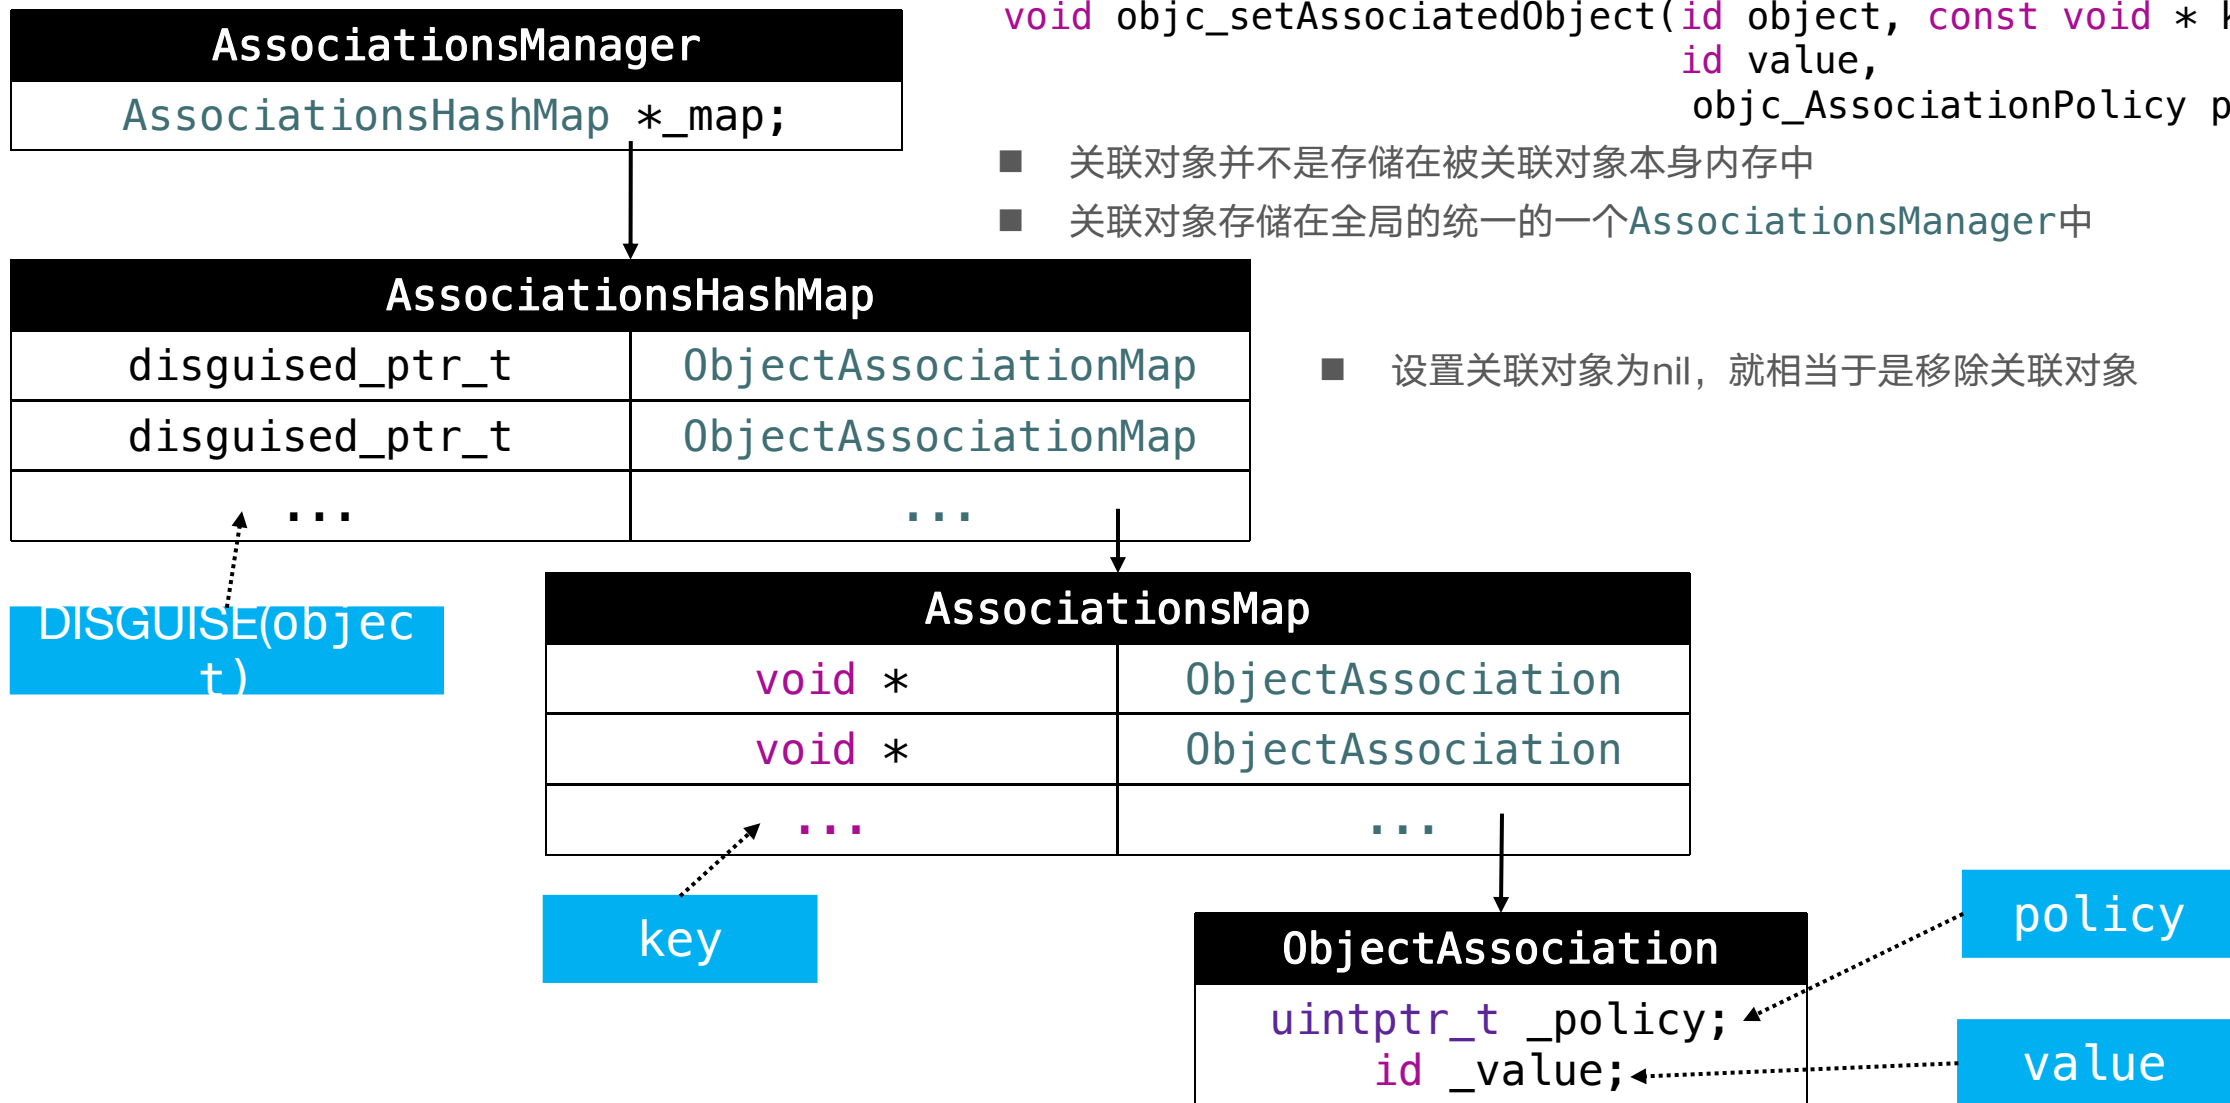 AssociationsManager
AssociationsHashMap *_map;
void objc_setAssociatedObject(id object, const void *
id value,
objc_AssociationPolicy
■ 关联对象并不是存储在被关联对象本身内存中
■ 关联对象存储在全局的统一的一个AssociationsManager中
AssociationsHashMap
disguised_ptr_t ObjectAssociationMap
disguised_ptr_t ObjectAssociationMap
... ...
■ 设置关联对象为nil，就相当于是移除关联对象
DISGUISE(objec
t)
AssociationsMap
void * ObjectAssociation
void * ObjectAssociation
... ...
key
policy
ObjectAssociation
uintptr_t _policy;
id _value;
value